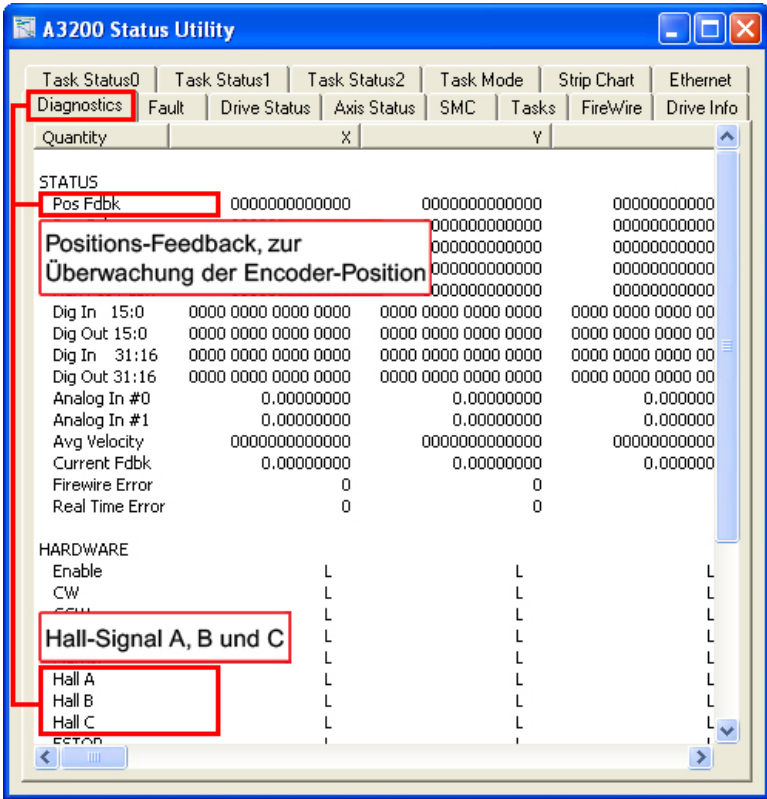 A3200 Status Utility
Task Status0 Task Status1 Task Status2 Task Mode Strip Chart Ethernet
Diagnostics Fault Drive Status Axis Status SMC Tasks FireWire Drive Info
Quantity X Y
STATUS
Pos Fdbk 0000000000000 0000000000000 00000000000
0000000000000 00000000000
Positions-Feedback, zur
0000000000000 00000000000
Überwachung der Encoder-Position
0000000000000 00000000000
0000000000000 00000000000
Dig In 15:0 0000 0000 0000 0000 0000 0000 0000 0000 0000 0000 0000 00
Dig Out 15:0 0000 0000 0000 0000 0000 0000 0000 0000 0000 0000 0000 00
Dig In 31:16 0000 0000 0000 0000 0000 0000 0000 0000 0000 0000 0000 00
Dig Out 31:16 0000 0000 0000 0000 0000 0000 0000 0000 0000 0000 0000 00
Analog In #0 0.00000000 0.00000000 0.000000
Analog In #1 0.00000000 0.00000000 0.000000
Avg Velocity 0000000000000 0000000000000 00000000000
Current Fdbk 0.00000000 0.00000000 0.000000
Firewire Error 0 0
Real Time Error 0 0
HARDWARE
Enable L L L
CW L L L
L L L
Hall-Signal A, B und C L L L
L L L
Hall A L L L
Hall B L L L
Hall C L L L
ESTOP